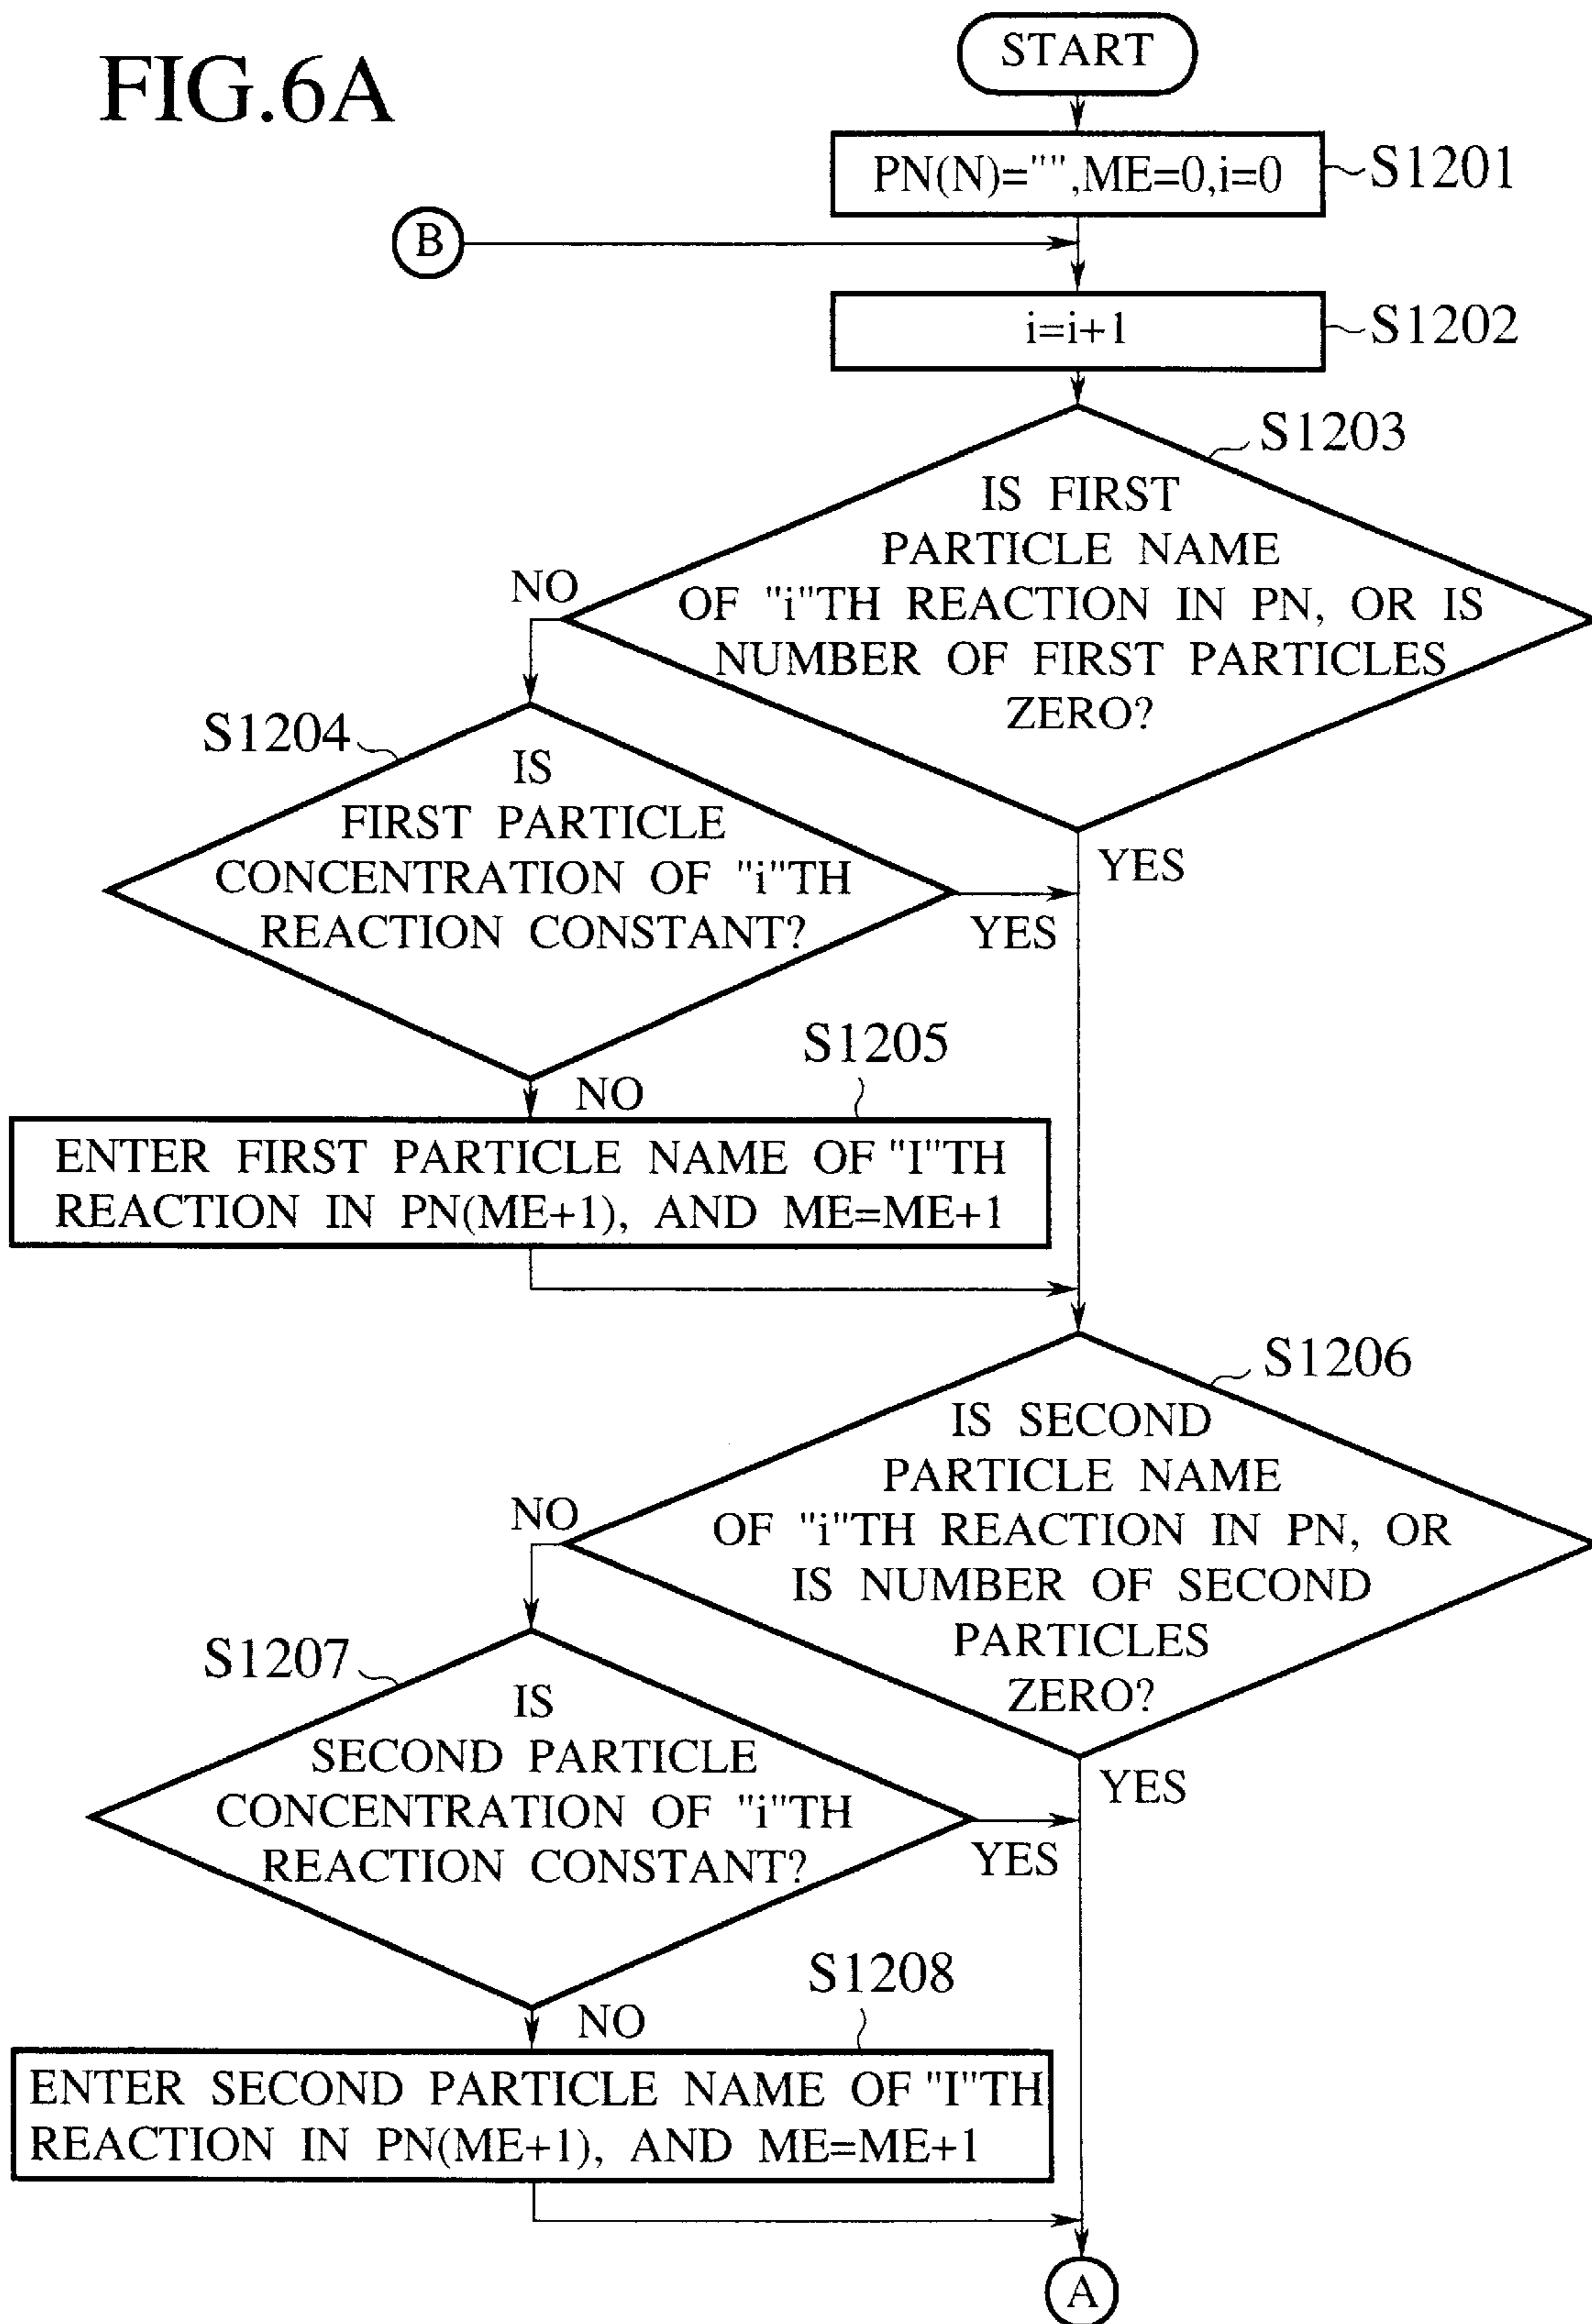 FIG.6A
START
PN(N)="",ME=0,i=0
S1201
B
i=i+1
S1202
S1203
IS FIRST
PARTICLE NAME
OF "i"TH REACTION IN PN, OR IS
NUMBER OF FIRST PARTICLES
ZERO?
NO
YES
S1204
IS
FIRST PARTICLE
CONCENTRATION OF "i"TH
REACTION CONSTANT?
YES
NO
S1205
ENTER FIRST PARTICLE NAME OF "I"TH
REACTION IN PN(ME+1), AND ME=ME+1
S1206
IS SECOND
PARTICLE NAME
OF "i"TH REACTION IN PN, OR
IS NUMBER OF SECOND
PARTICLES
ZERO?
NO
YES
S1207
IS
SECOND PARTICLE
CONCENTRATION OF "i"TH
REACTION CONSTANT?
YES
NO
S1208
ENTER SECOND PARTICLE NAME OF "I"TH
REACTION IN PN(ME+1), AND ME=ME+1
A